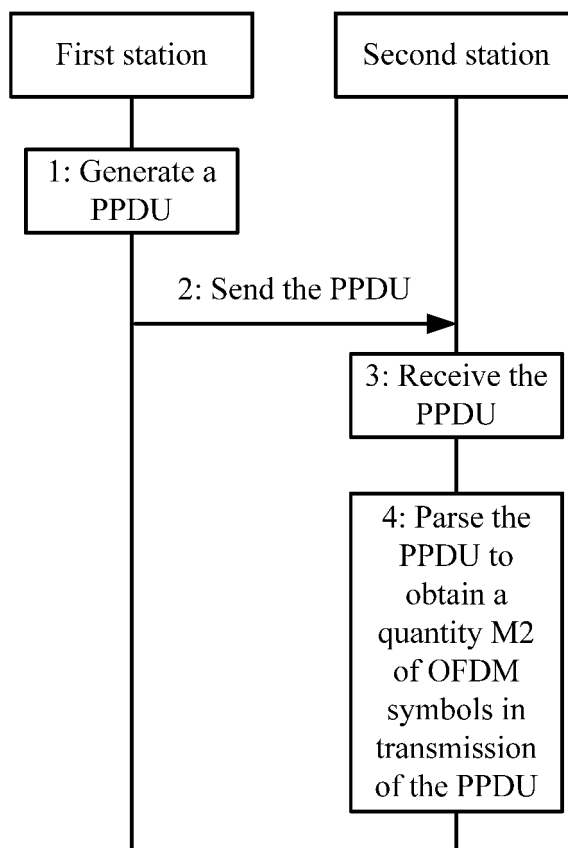 First station
Second station
1: Generate a
PPDU
2: Send the PPDU
3: Receive the
PPDU
4: Parse the
PPDU to
obtain a
quantity M2
of OFDM
symbols in
transmission
of the PPDU